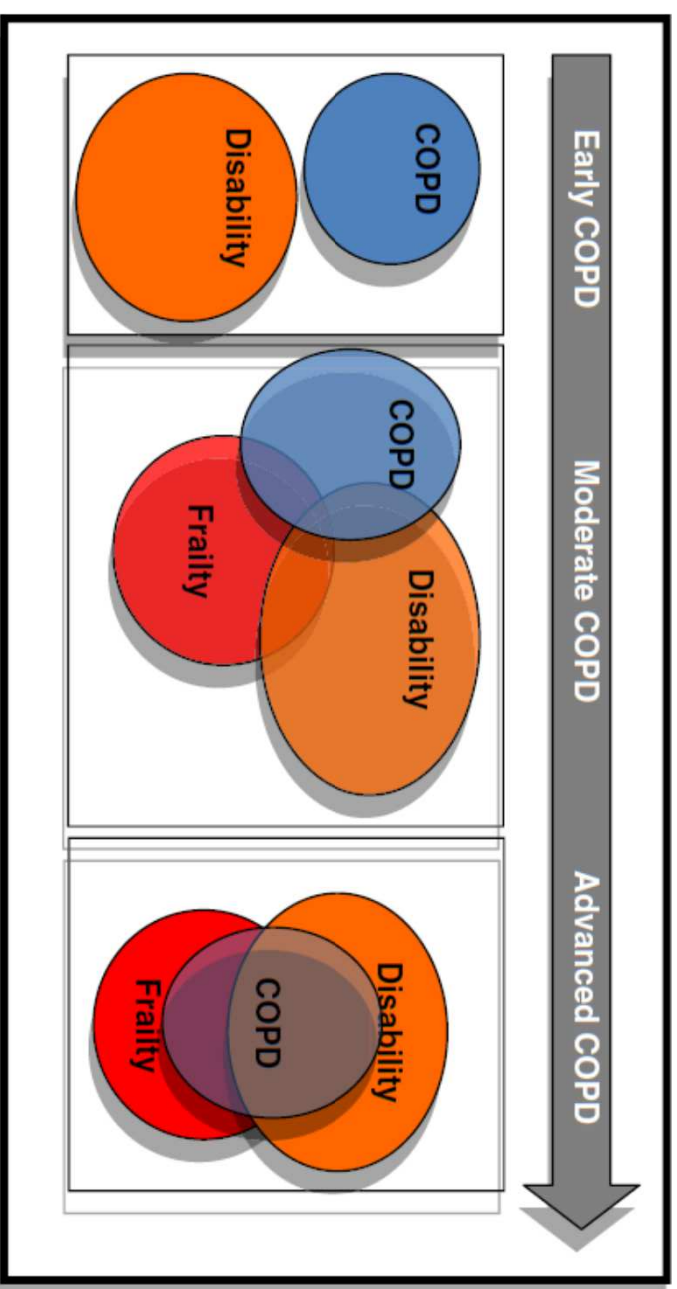 Early COPD
Moderate COPD
Advanced COPD
COPD
Disability
COPD
Disability
Frailty
Disability
COPD
Frailty